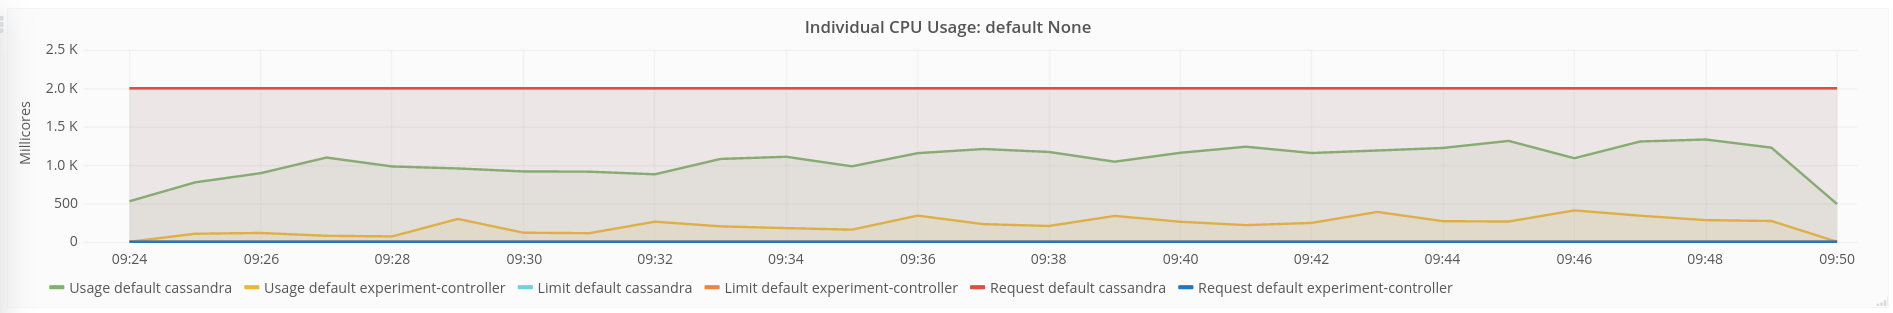 Individual CPU Usage: default None
2.5 K
2.0 K
1.5 K
1.0 K
500
0
Millicores
09:24 09:26 09:28 09:30 09:32 09:34 09:36 09:38 09:40 09:42 09:44 09:46 09:48 09:50
Usage default cassandra Usage default experiment-controller Limit default cassandra Limit default experiment-controller Request default cassandra Request default experiment-controller